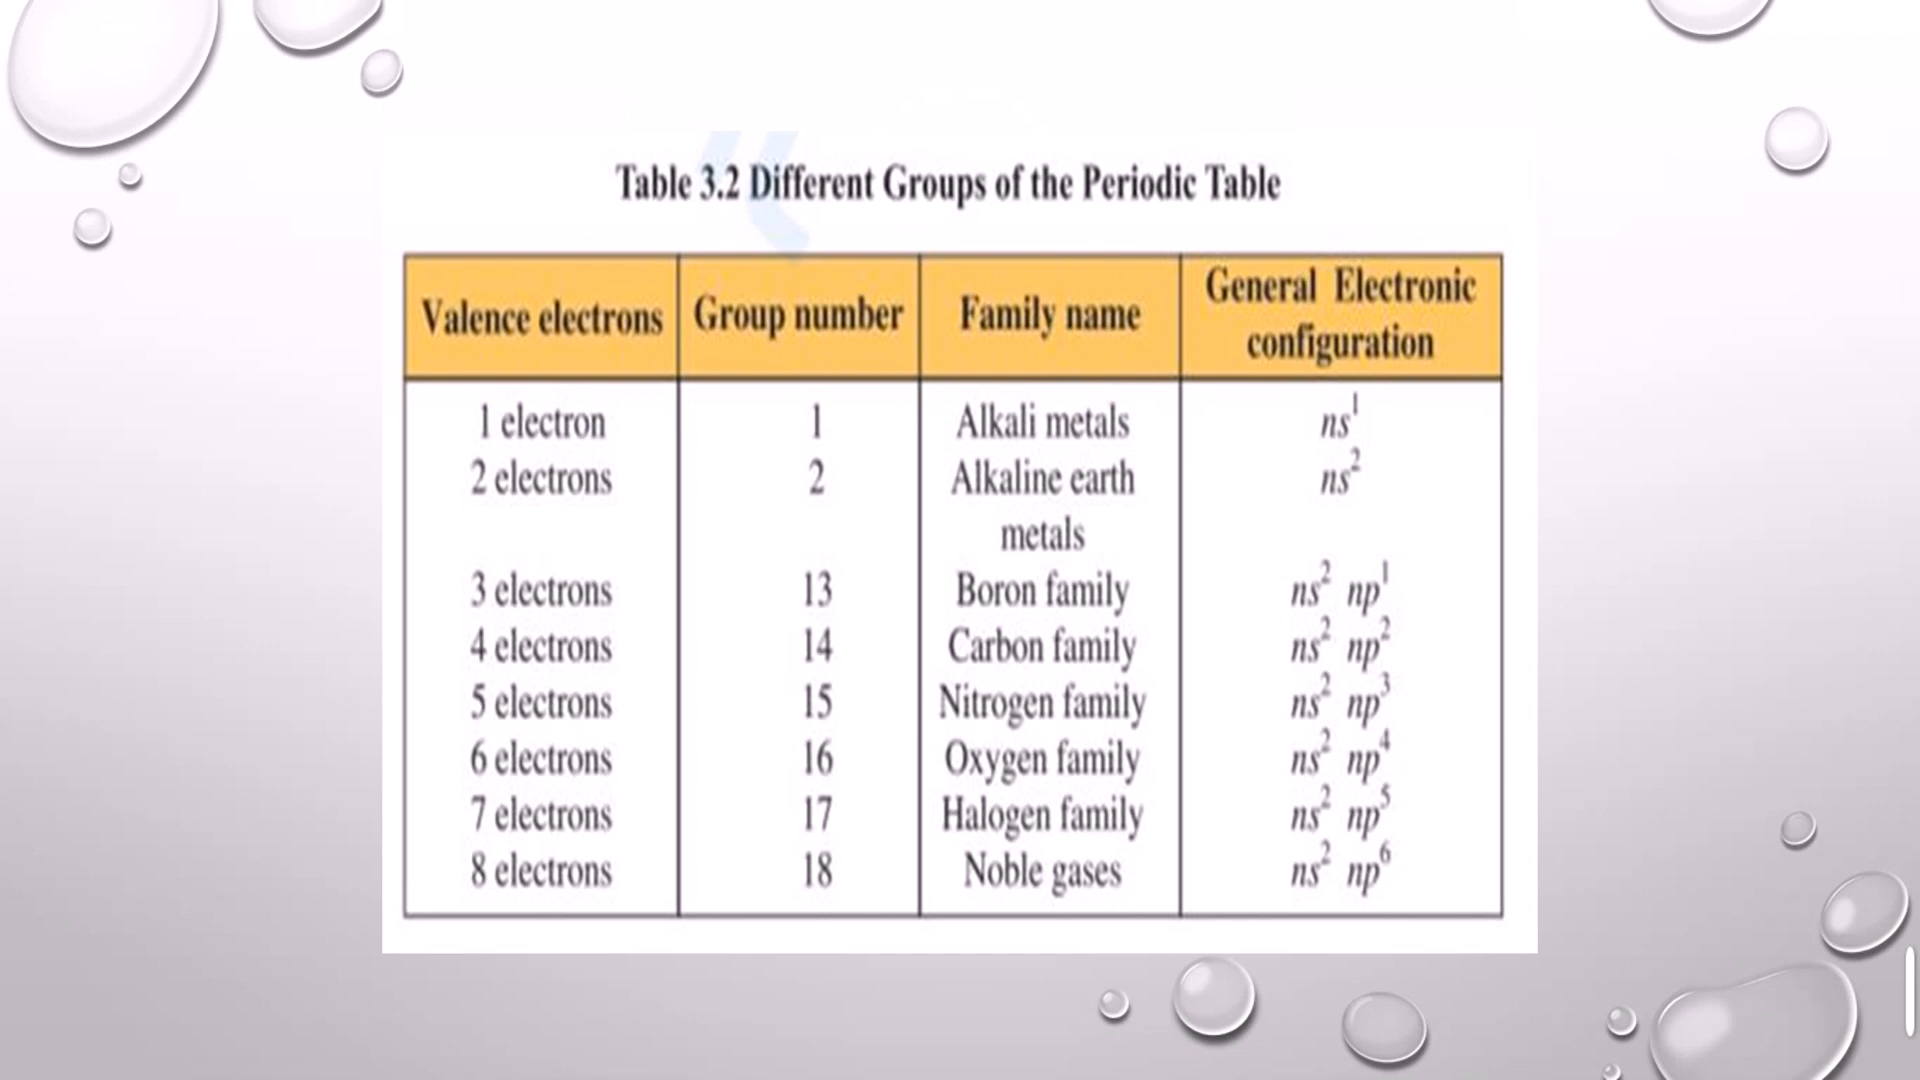 Table 3.2 Different Groups of the Periodic Table
Valence electrons Group number Family name General Electronic configuration
1 electron 1 Alkali metals ns¹
2 electrons 2 Alkaline earth metals ns²
3 electrons 13 Boron family ns² np¹
4 electrons 14 Carbon family ns² np²
5 electrons 15 Nitrogen family ns² np³
6 electrons 16 Oxygen family ns² np⁴
7 electrons 17 Halogen family ns² np⁵
8 electrons 18 Noble gases ns² np⁶